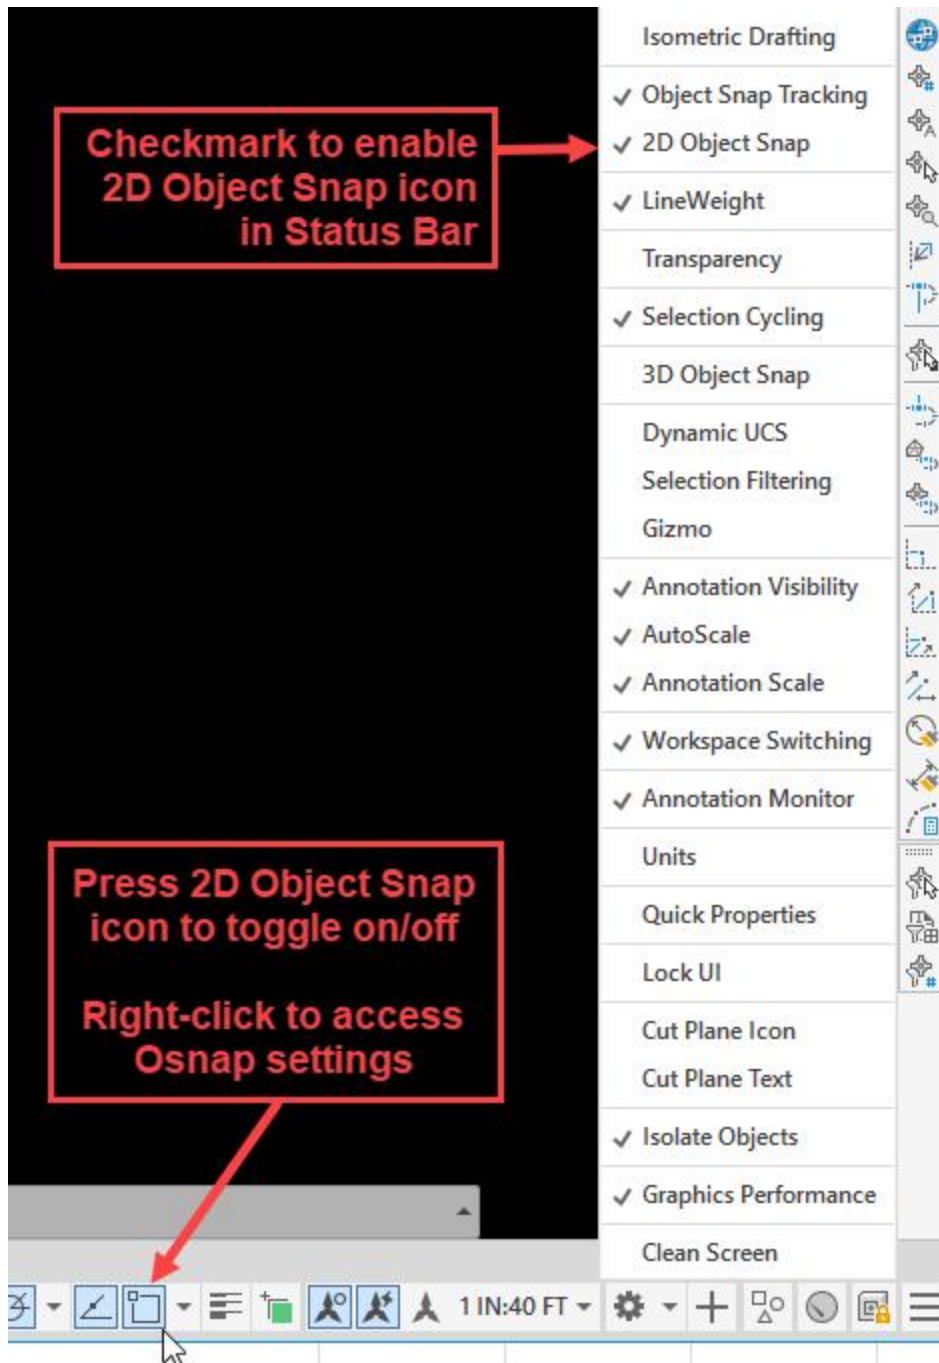 Isometric Drafting
Object Snap Tracking
Checkmark to enable
2D Object Snap icon
in Status Bar
2D Object Snap
LineWeight
Transparency
Selection Cycling
3D Object Snap
Dynamic UCS
Selection Filtering
Gizmo
Annotation Visibility
AutoScale
Annotation Scale
Workspace Switching
Annotation Monitor
Units
Quick Properties
Lock UI
Cut Plane Icon
Cut Plane Text
Isolate Objects
Graphics Performance
Clean Screen
Press 2D Object Snap
icon to toggle on/off
Right-click to access
Osnap settings
1 IN:40 FT